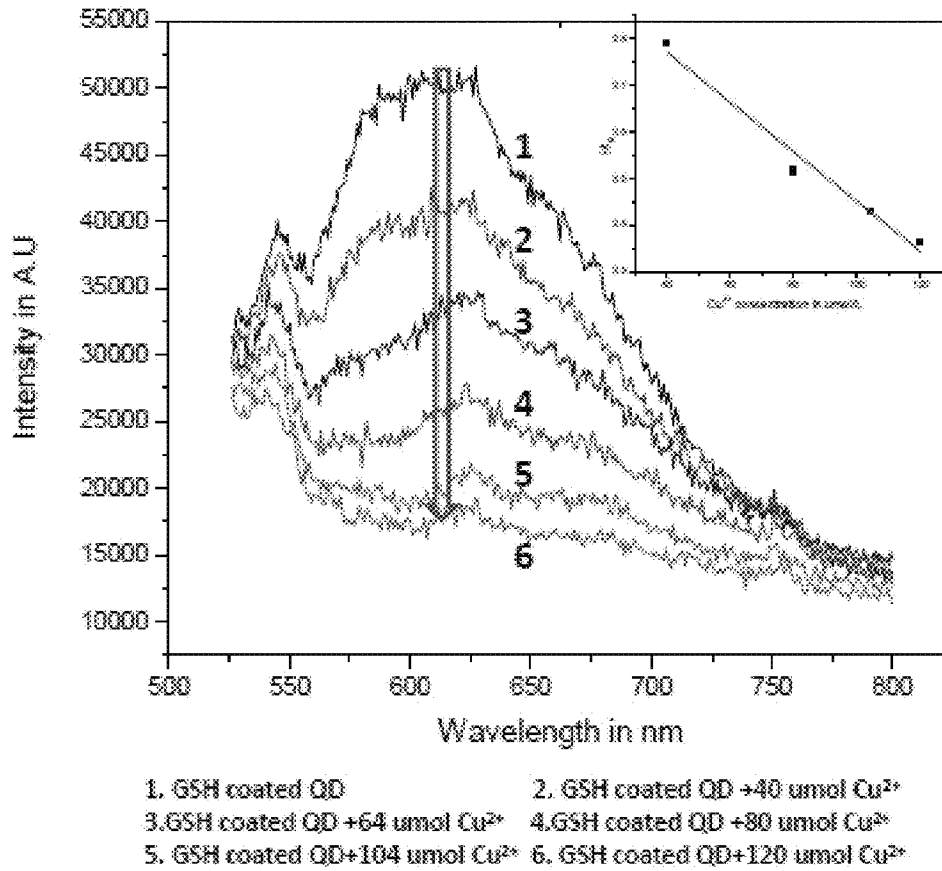 55000
50000
45000
40000
35000
30000
25000
20000
15000
10000
Intensity in A.U
1
2
3
4
5
6
500 550 600 650 700 750 800
Wavelength in nm
Cu²⁺ concentration in
1. GSH coated QD 2. GSH coated QD +40 umol Cu²⁺
3.GSH coated QD +64 umol Cu²⁺ 4.GSH coated QD +80 umol Cu²⁺
5. GSH coated QD+104 umol Cu²⁺ 6. GSH coated QD+120 umol Cu²⁺